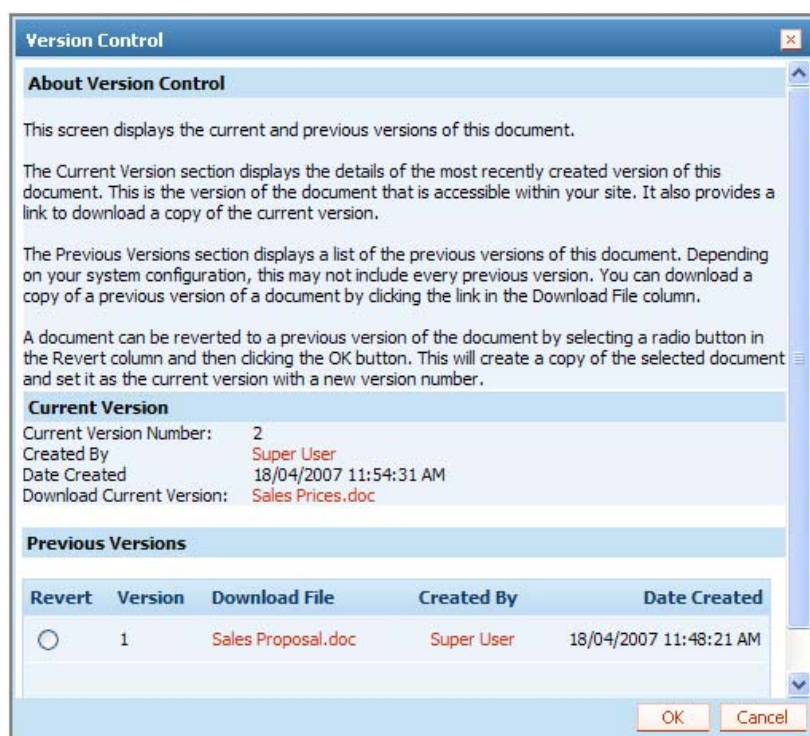 Version Control
About Version Control
This screen displays the current and previous versions of this document.
The Current Version section displays the details of the most recently created version of this
document. This is the version of the document that is accessible within your site. It also provides a
link to download a copy of the current version.
The Previous Versions section displays a list of the previous versions of this document. Depending
on your system configuration, this may not include every previous version. You can download a
copy of a previous version of a document by clicking the link in the Download File column.
A document can be reverted to a previous version of the document by selecting a radio button in
the Revert column and then clicking the OK button. This will create a copy of the selected document
and set it as the current version with a new version number.
Current Version
Current Version Number: 2
Created By Super User
Date Created 18/04/2007 11:54:31 AM
Download Current Version: Sales Prices.doc
Previous Versions
Revert Version Download File Created By Date Created
1 Sales Proposal.doc Super User 18/04/2007 11:48:21 AM
OK Cancel